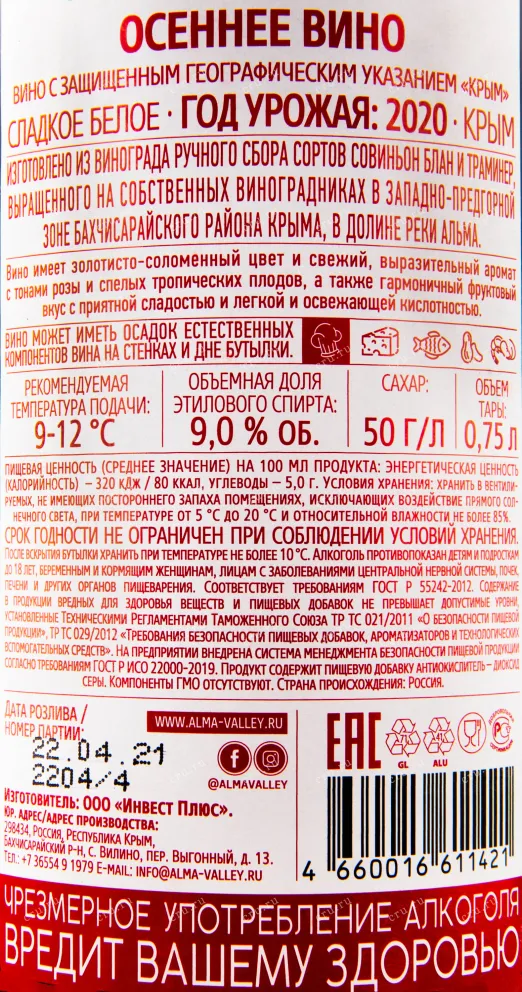 ОСЕННЕЕ ВИНО
ВИНО С ЗАЩИЩЕННЫМ ГЕОГРАФИЧЕСКИМ УКАЗАНИЕМ «КРЫМ»
СЛАДКОЕ БЕЛОЕ · ГОД УРОЖАЯ: 2020 · КРЫМ
ИЗГОТОВЛЕНО ИЗ ВИНОГРАДА РУЧНОГО СБОРА СОРТОВ СОВИНЬОН БЛАН И ТРАМИНЕР,
ВЫРАЩЕННОГО НА СОБСТВЕННЫХ ВИНОГРАДНИКАХ В ЗАПАДНО-ПРЕДГОРНОЙ
ЗОНЕ БАХЧИСАРАЙСКОГО РАЙОНА КРЫМА, В ДОЛИНЕ РЕКИ АЛЬМА.
Вино имеет золотисто-соломенный цвет и свежий, выразительный аромат
с тонами розы и спелых тропических плодов, а также гармоничный фруктовый
вкус с приятной сладостью и легкой и освежающей кислотностью.
ВИНО МОЖЕТ ИМЕТЬ ОСАДОК ЕСТЕСТВЕННЫХ
КОМПОНЕНТОВ ВИНА НА СТЕНКАХ И ДНЕ БУТЫЛКИ.
РЕКОМЕНДУЕМАЯ
ТЕМПЕРАТУРА ПОДАЧИ:
9-12 °C
ОБЪЕМНАЯ ДОЛЯ
ЭТИЛОВОГО СПИРТА:
9,0 % ОБ.
САХАР:
50 Г/Л
ОБЪЕМ
ТАРЫ:
0,75 л
ПИЩЕВАЯ ЦЕННОСТЬ (СРЕДНЕЕ ЗНАЧЕНИЕ) НА 100 МЛ ПРОДУКТА: ЭНЕРГЕТИЧЕСКАЯ ЦЕННОСТЬ
(КАЛОРИЙНОСТЬ) – 320 кДж / 80 ККАЛ, УГЛЕВОДЫ – 5,0 г. УСЛОВИЯ ХРАНЕНИЯ: ХРАНИТЬ В ВЕНТИЛИ-
РУЕМЫХ, НЕ ИМЕЮЩИХ ПОСТОРОННЕГО ЗАПАХА ПОМЕЩЕНИЯХ, ИСКЛЮЧАЮЩИХ ВОЗДЕЙСТВИЕ ПРЯМОГО СОЛ-
НЕЧНОГО СВЕТА, ПРИ ТЕМПЕРАТУРЕ ОТ 5 °C ДО 20 °C И ОТНОСИТЕЛЬНОЙ ВЛАЖНОСТИ НЕ БОЛЕЕ 85%.
СРОК ГОДНОСТИ НЕ ОГРАНИЧЕН ПРИ СОБЛЮДЕНИИ УСЛОВИЙ ХРАНЕНИЯ.
ПОСЛЕ ВСКРЫТИЯ БУТЫЛКИ ХРАНИТЬ ПРИ ТЕМПЕРАТУРЕ НЕ БОЛЕЕ 10 °C. АЛКОГОЛЬ ПРОТИВОПОКАЗАН ДЕТЯМ И ПОДРОСТКАМ
ДО 18 ЛЕТ, БЕРЕМЕННЫМ И КОРМЯЩИМ ЖЕНЩИНАМ, ЛИЦАМ С ЗАБОЛЕВАНИЯМИ ЦЕНТРАЛЬНОЙ НЕРВНОЙ СИСТЕМЫ, ПОЧЕК,
ПЕЧЕНИ И ДРУГИХ ОРГАНОВ ПИЩЕВАРЕНИЯ. СООТВЕТСТВУЕТ ТРЕБОВАНИЯМ ГОСТ Р 55242-2012. СОДЕРЖАНИЕ
В ПРОДУКЦИИ ВРЕДНЫХ ДЛЯ ЗДОРОВЬЯ ВЕЩЕСТВ И ПИЩЕВЫХ ДОБАВОК НЕ ПРЕВЫШАЕТ ДОПУСТИМЫЕ УРОВНИ,
УСТАНОВЛЕННЫЕ ТЕХНИЧЕСКИМИ РЕГЛАМЕНТАМИ ТАМОЖЕННОГО СОЮЗА ТР ТС 021/2011 «О БЕЗОПАСНОСТИ ПИЩЕВОЙ
ПРОДУКЦИИ», ТР ТС 029/2012 «ТРЕБОВАНИЯ БЕЗОПАСНОСТИ ПИЩЕВЫХ ДОБАВОК, АРОМАТИЗАТОРОВ И ТЕХНОЛОГИЧЕСКИХ
ВСПОМОГАТЕЛЬНЫХ СРЕДСТВ». НА ПРЕДПРИЯТИИ ВНЕДРЕНА СИСТЕМА МЕНЕДЖМЕНТА БЕЗОПАСНОСТИ ПИЩЕВОЙ ПРОДУКЦИИ
СОГЛАСНО ТРЕБОВАНИЯМ ГОСТ Р ИСО 22000-2019. ПРОДУКТ СОДЕРЖИТ ПИЩЕВУЮ ДОБАВКУ АНТИОКИСЛИТЕЛЬ – ДИОКСИД
СЕРЫ. КОМПОНЕНТЫ ГМО ОТСУТСТВУЮТ. СТРАНА ПРОИСХОЖДЕНИЯ: РОССИЯ.
ДАТА РОЗЛИВА /
НОМЕР ПАРТИИ:
22.04.21
2204/4
WWW.ALMA-VALLEY.RU
@ALMAVALLEY
EAC
GL
ALU
ИЗГОТОВИТЕЛЬ: ООО «ИНВЕСТ ПЛЮС».
ЮР. АДРЕС/АДРЕС ПРОИЗВОДСТВА:
298434, РОССИЯ, РЕСПУБЛИКА КРЫМ,
БАХЧИСАРАЙСКИЙ Р-Н, С. ВИЛИНО, ПЕР. ВЫГОННЫЙ, Д. 13.
ТЕЛ.: +7 36554 9 1979 E-MAIL: INFO@ALMA-VALLEY.RU
4 660016 611421
ЧРЕЗМЕРНОЕ УПОТРЕБЛЕНИЕ АЛКОГОЛЯ
ВРЕДИТ ВАШЕМУ ЗДОРОВЬЮ